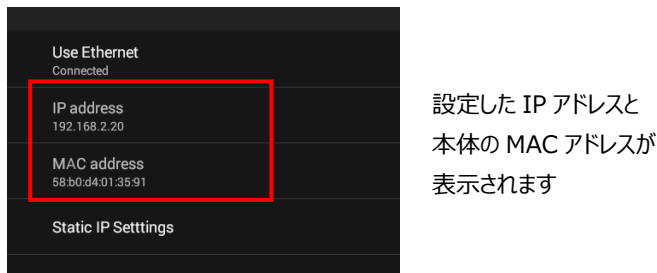 Use Ethernet
Connected
IP address
192.168.2.20
MAC address
58:b0:d4:01:35:91
Static IP Setttings
設定した IP アドレスと
本体の MAC アドレスが
表示されます